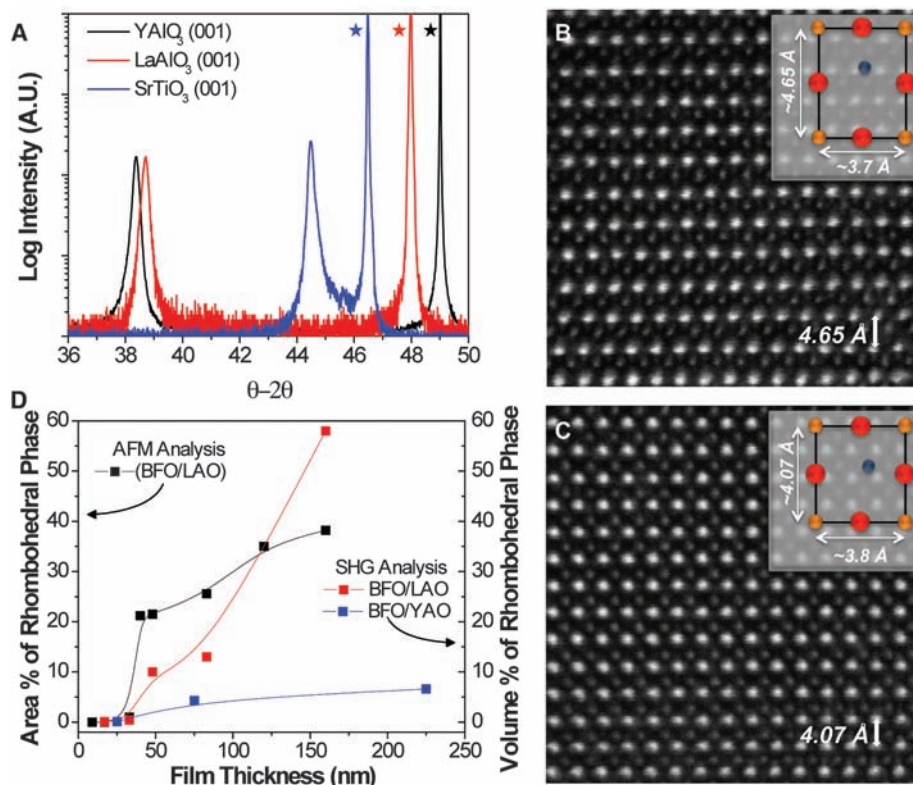 A
YAlO3 (001)
LaAlO3 (001)
SrTiO3 (001)
Log Intensity (A.U.)
36 38 40 42 44 46 48 50
θ–2θ
B
~4.65 Å
~3.7 Å
4.65 Å
C
~4.07 Å
~3.8 Å
4.07 Å
D
AFM Analysis
(BFO/LAO)
SHG Analysis
BFO/LAO
BFO/YAO
Area % of Rhombohedral Phase
60
50
40
30
20
10
0
Volume % of Rhombohedral Phase
60
50
40
30
20
10
0
0 50 100 150 200 250
Film Thickness (nm)